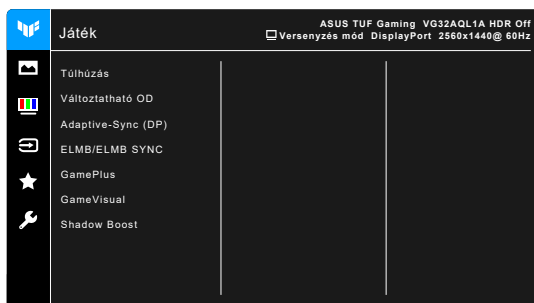 ASUS TUF Gaming VG32AQL1A HDR Off
Játék
Versenyzés mód DisplayPort 2560x1440@ 60Hz
Túlhúzás
Változtatható OD
Adaptive-Sync (DP)
ELMB/ELMB SYNC
GamePlus
GameVisual
Shadow Boost